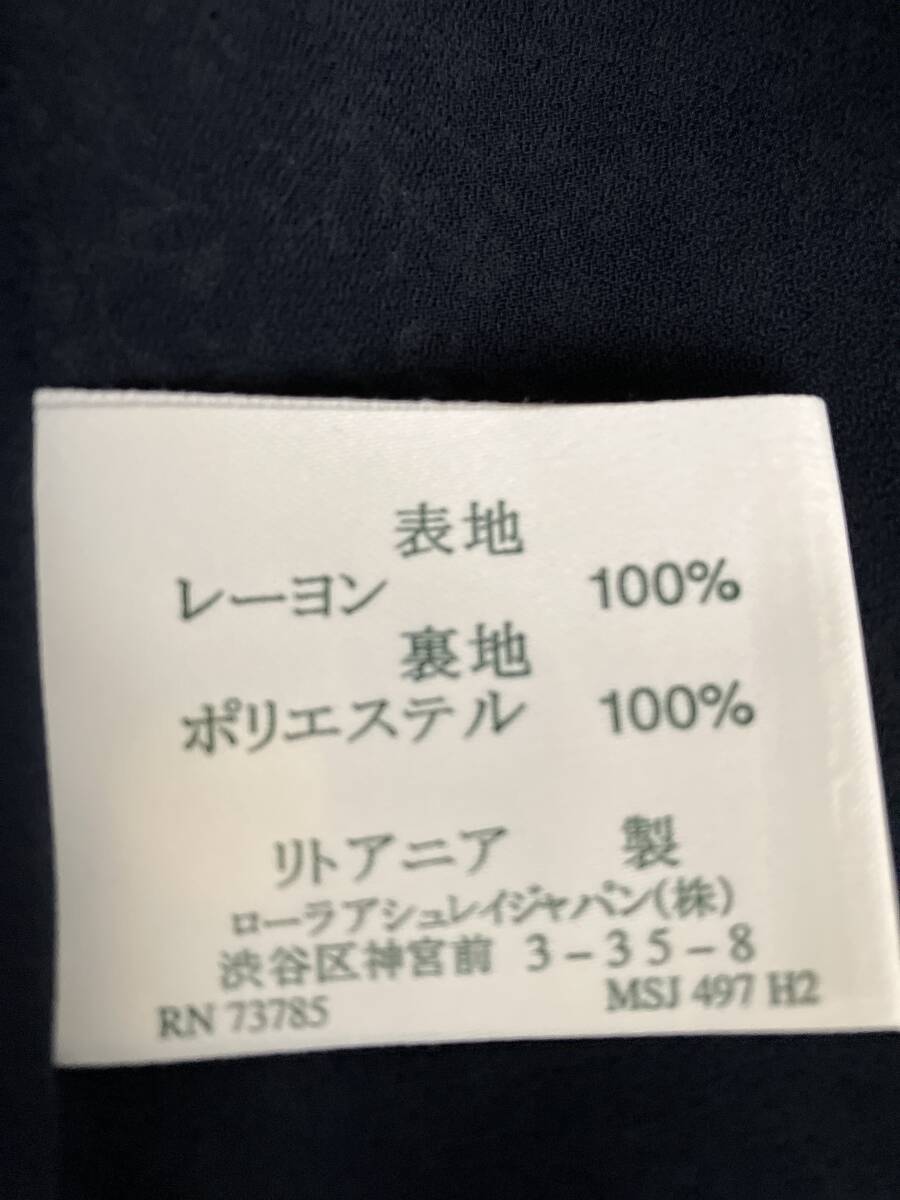 表地
レーヨン 100%
裏地
ポリエステル 100%
リトアニア 製
ローラアシュレイジャパン(株)
渋谷区神宮前 3-35-8
RN 73785 MSJ 497 H2